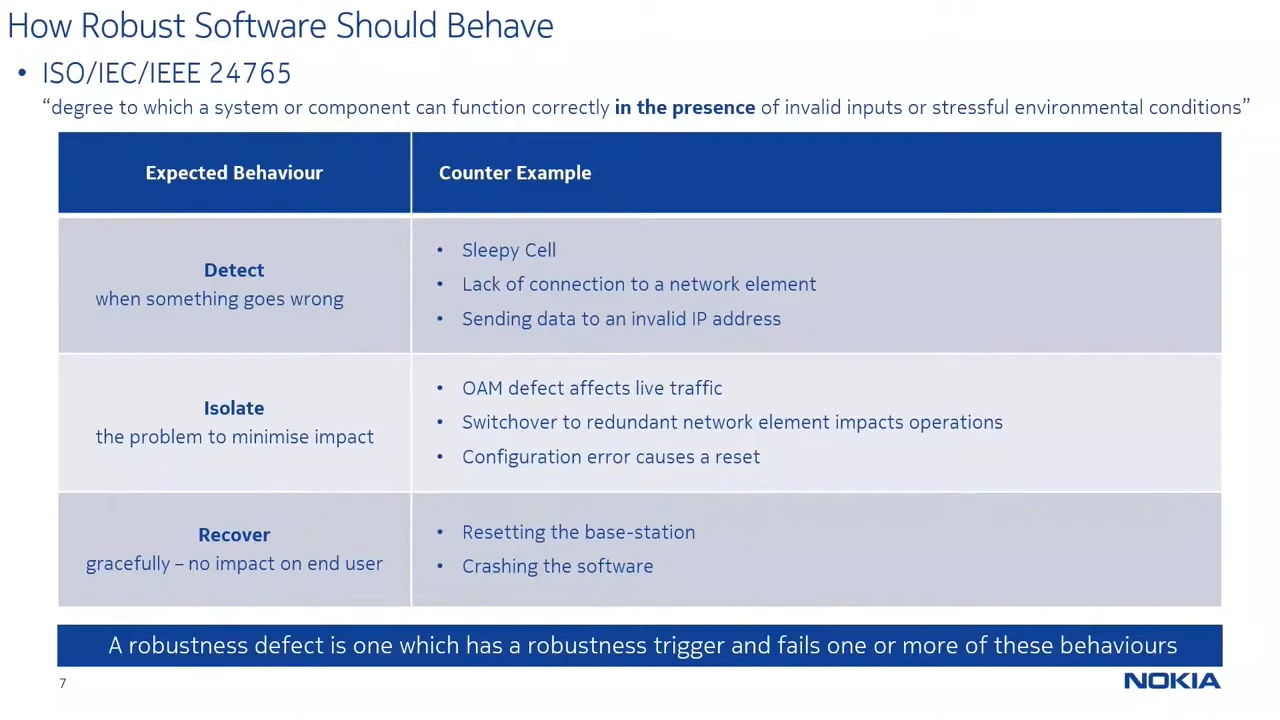 How Robust Software Should Behave
• ISO/IEC/IEEE 24765
“degree to which a system or component can function correctly in the presence of invalid inputs or stressful environmental conditions”
Expected Behaviour
Counter Example
Detect
when something goes wrong
• Sleepy Cell
• Lack of connection to a network element
• Sending data to an invalid IP address
Isolate
the problem to minimise impact
• OAM defect affects live traffic
• Switchover to redundant network element impacts operations
• Configuration error causes a reset
Recover
gracefully – no impact on end user
• Resetting the base-station
• Crashing the software
A robustness defect is one which has a robustness trigger and fails one or more of these behaviours
7
NOKIA